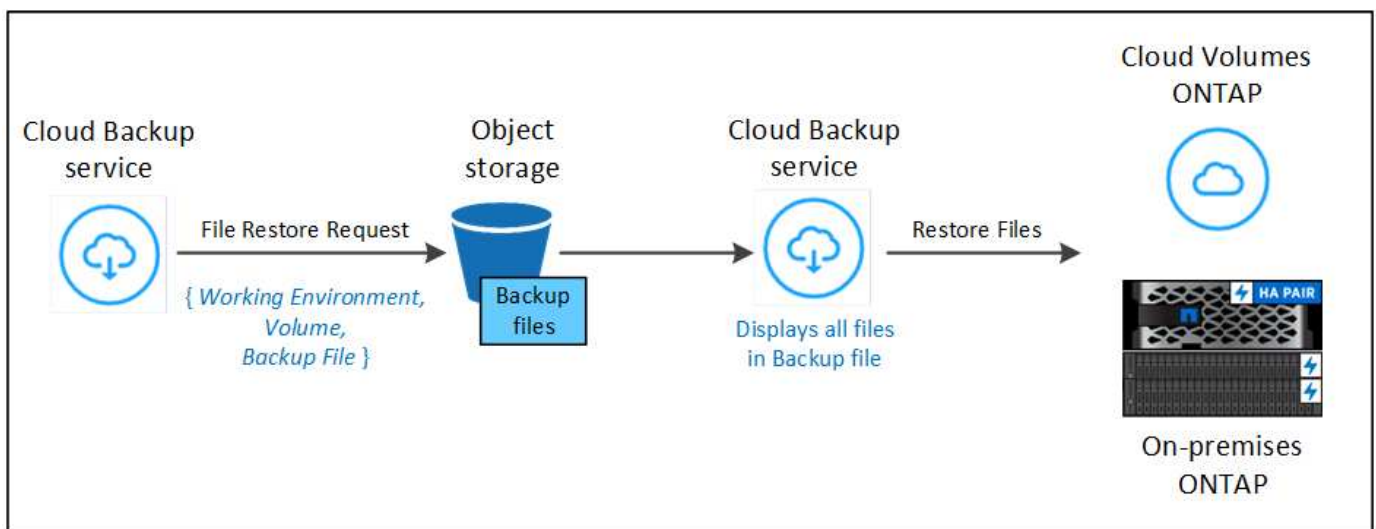 Cloud Backup
service
File Restore Request
{ Working Environment,
Volume,
Backup File }
Object
storage
Backup
files
Cloud Backup
service
Displays all files
in Backup file
Restore Files
Cloud Volumes
ONTAP
HA PAIR
On-premises
ONTAP